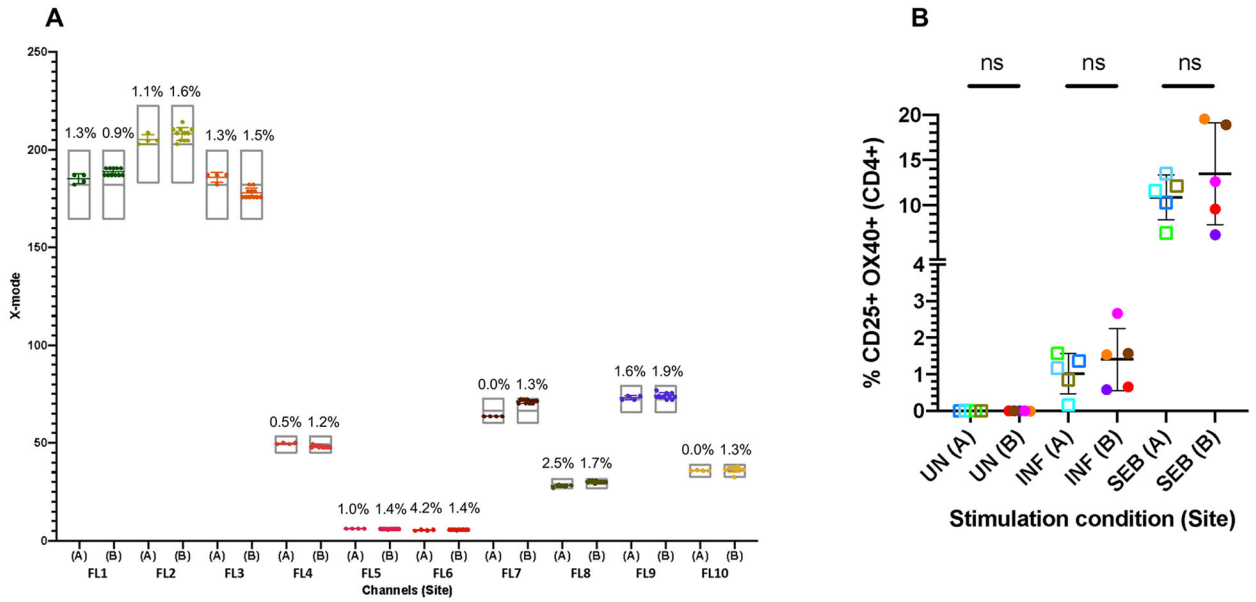 A
250
200
150
100
50
0
X-mode
1.3% 0.9%
1.1% 1.6%
1.3% 1.5%
0.5% 1.2%
1.0% 1.4% 4.2% 1.4%
0.0% 1.3%
2.5% 1.7%
1.6% 1.9%
0.0% 1.3%
(A) (B) (A) (B) (A) (B) (A) (B) (A) (B) (A) (B) (A) (B) (A) (B) (A) (B) (A) (B)
FL1 FL2 FL3 FL4 FL5 FL6 FL7 FL8 FL9 FL10
Channels (Site)
B
ns ns ns
20
15
10
4
3
2
1
0
% CD25+ OX40+ (CD4+)
UN (A) UN (B) INF (A) INF (B) SEB (A) SEB (B)
Stimulation condition (Site)